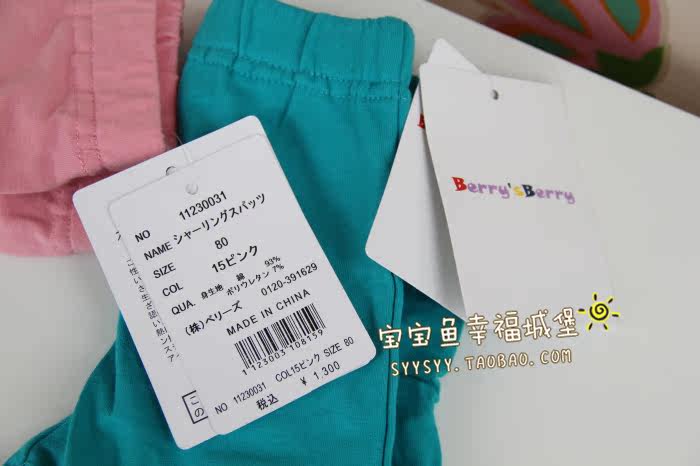 NO 11230031
NAME シャーリングスパッツ
SIZE 80
COL 15ピンク
QUA. 身生地 綿 93%
ポリウレタン 7%
(株)ベリーズ 0120-391629
MADE IN CHINA
1123003108159
NO 11230031 COL15ピンク SIZE 80
税込 ¥ 1,300
Berry'sBerry
宝宝鱼幸福城堡
SYYSYY.TAOBAO.COM